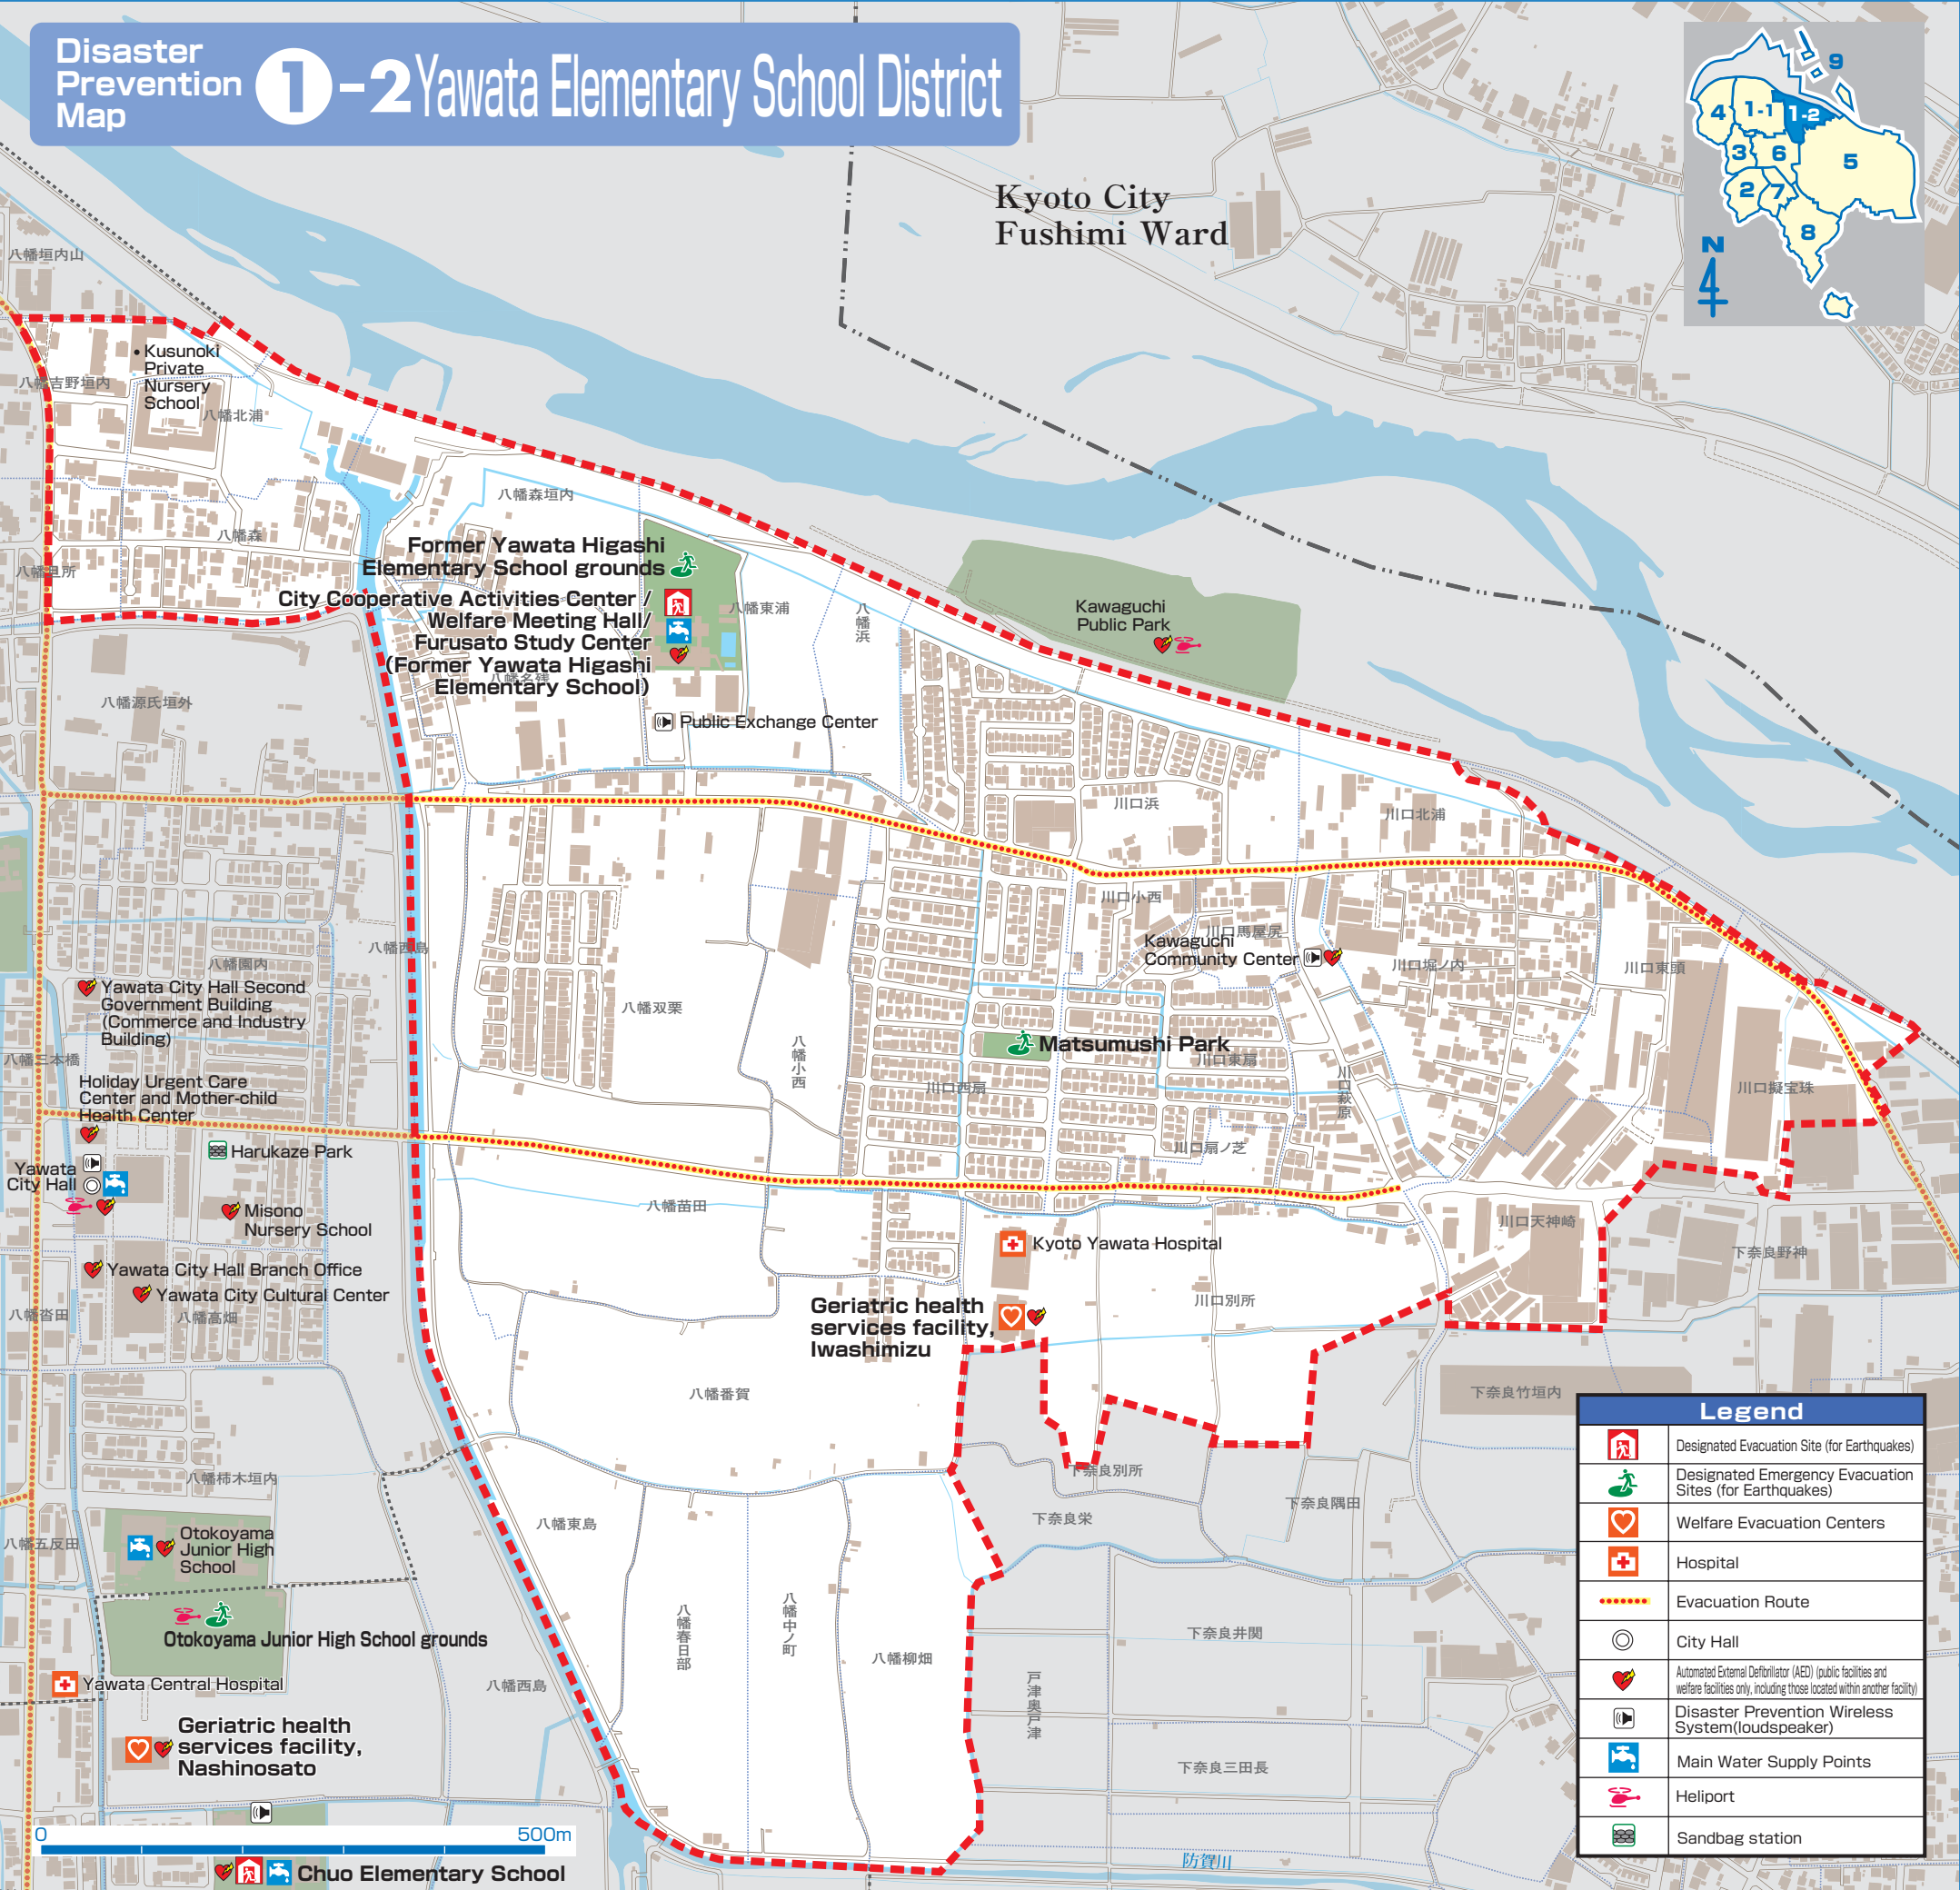 Disaster
Prevention
Map
1-2 Yawata Elementary School District
9
4
1-1
1-2
3
6
5
2
7
8
N
Kyoto City
Fushimi Ward
八幡垣内山
Kusunoki
Private
Nursery
School
八幡吉野垣内
八幡北浦
八幡森垣内
八幡森
八幡旦所
Former Yawata Higashi
Elementary School grounds
City Cooperative Activities Center /
Welfare Meeting Hall/
Furusato Study Center
(Former Yawata Higashi
Elementary School)
八幡名残
八幡東浦
八幡浜
Kawaguchi
Public Park
八幡源氏垣外
Public Exchange Center
川口浜
川口北浦
川口小西
川口馬屋尻
Kawaguchi
Community Center
川口堀ノ内
川口東頭
八幡西島
八幡園内
Yawata City Hall Second
Government Building
(Commerce and Industry
Building)
八幡双栗
八幡小西
Matsumushi Park
川口東扇
川口西扇
川口萩原
川口擬宝珠
八幡三本橋
Holiday Urgent Care
Center and Mother-child
Health Center
Harukaze Park
Yawata
City Hall
川口扇ノ芝
八幡苗田
Misono
Nursery School
川口天神崎
下奈良野神
Kyoto Yawata Hospital
Yawata City Hall Branch Office
Yawata City Cultural Center
八幡沓田
八幡高畑
Geriatric health
services facility,
Iwashimizu
川口別所
八幡番賀
下奈良竹垣内
八幡柿木垣内
下奈良別所
下奈良隅田
下奈良栄
八幡五反田
Otokoyama
Junior High
School
八幡東島
八幡春日部
八幡中ノ町
八幡柳畑
Otokoyama Junior High School grounds
Yawata Central Hospital
八幡西島
下奈良井関
戸津奥戸津
Geriatric health
services facility,
Nashinosato
下奈良三田長
防賀川
0
500m
Chuo Elementary School
Legend
Designated Evacuation Site (for Earthquakes)
Designated Emergency Evacuation
Sites (for Earthquakes)
Welfare Evacuation Centers
Hospital
Evacuation Route
City Hall
Automated External Defibrillator (AED) (public facilities and
welfare facilities only, including those located within another facility)
Disaster Prevention Wireless
System(loudspeaker)
Main Water Supply Points
Heliport
Sandbag station